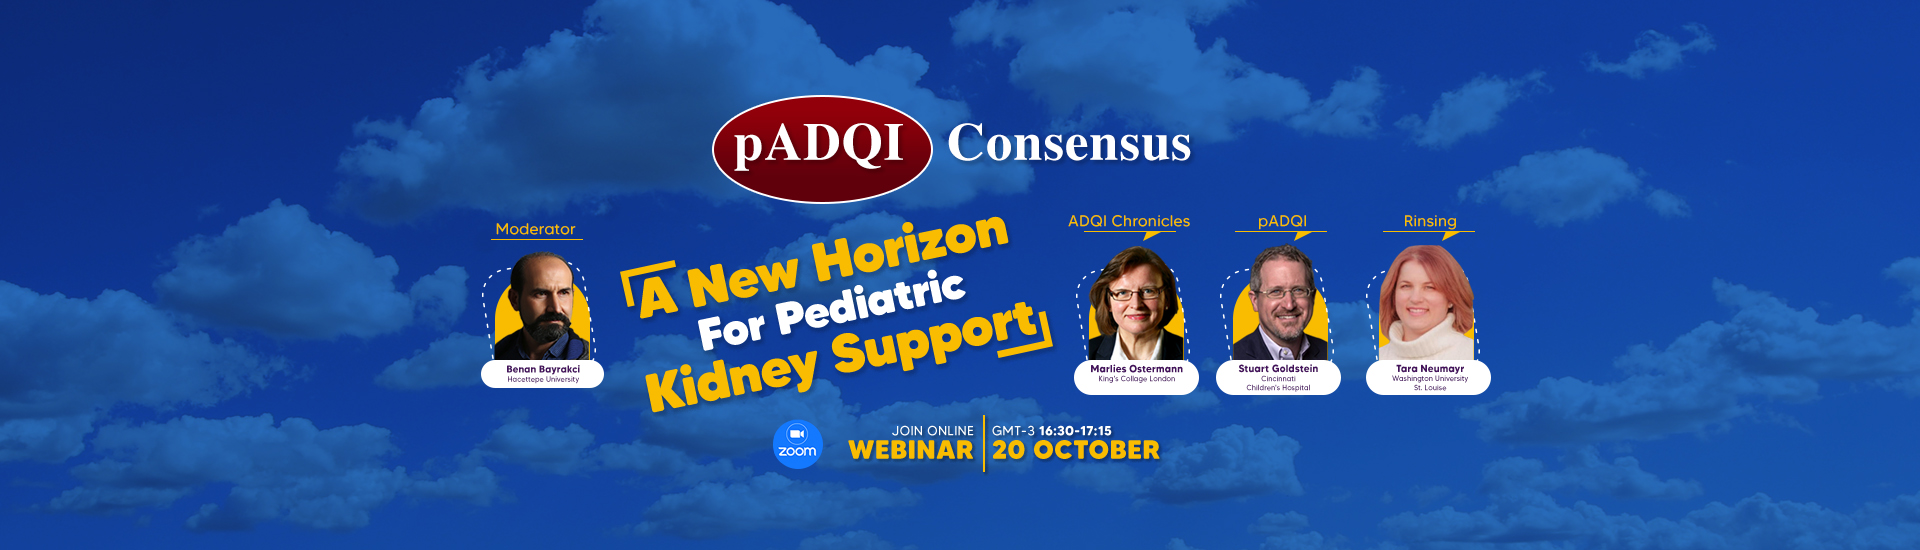 pADQI Consensus
Moderator
Benan Bayrakci
Hacettepe University
A New Horizon
For Pediatric
Kidney Support
ADQI Chronicles
Marlies Ostermann
King's Collage London
pADQI
Stuart Goldstein
Cincinnati
Children's Hospital
Rinsing
Tara Neumayr
Washington University
St. Louise
zoom
JOIN ONLINE
WEBINAR
GMT-3 16:30-17:15
20 OCTOBER